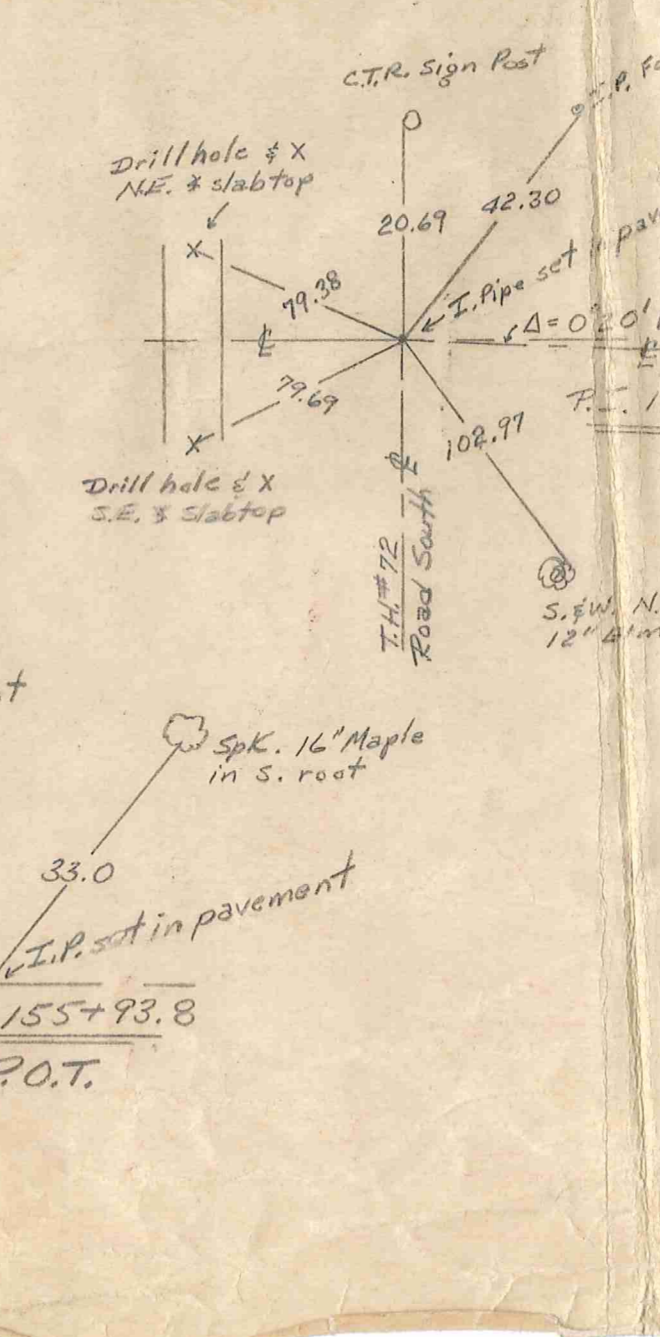 C.T.R. Sign Post
I.P.
Drill hole & X
N.E. & slabtop
20.69
42.30
79.38
I. Pipe set in
℄
Δ = 0°20'
℄
79.69
P.I.
102.97
Drill hole & X
S.E. & Slabtop
℄
T.H.#72
Road South
S.&W. N.
12"
Spk. 16" Maple
in S. root
33.0
I.P. set in pavement
155+93.8
P.O.T.